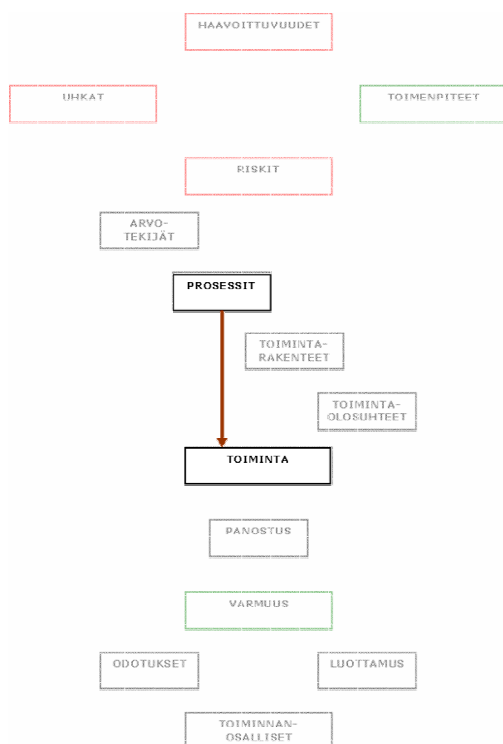 HAAVOITTUVUUDET
UHKAT
TOIMENPITEET
RISKIT
ARVO-
TEKIJÄT
PROSESSIT
TOIMINTA-
RAKENTEET
TOIMINTA-
OLOSUHTEET
TOIMINTA
PANOSTUS
VARMUUS
ODOTUKSET
LUOTTAMUS
TOIMINNAN-
OSALLISET